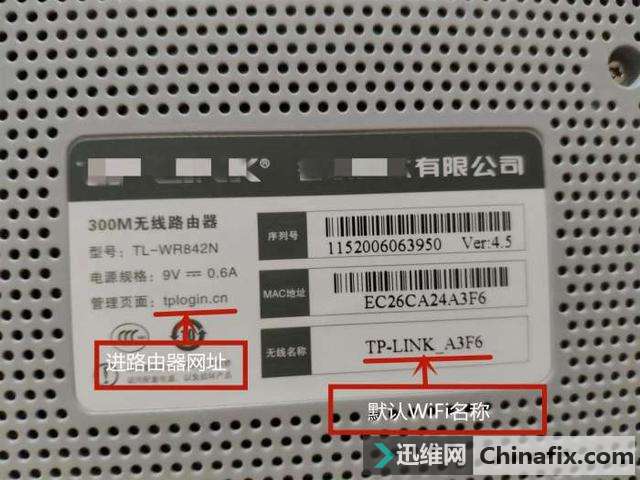 有限公司
300M无线路由器
型号: TL-WR842N
电源规格: 9V 0.6A
管理页面: tplogin.cn
序列号
1152006063950 Ver:4.5
MAC地址
EC26CA24A3F6
无线名称
TP-LINK_A3F6
进路由器网址
默认WiFi名称
迅维网 Chinafix.com